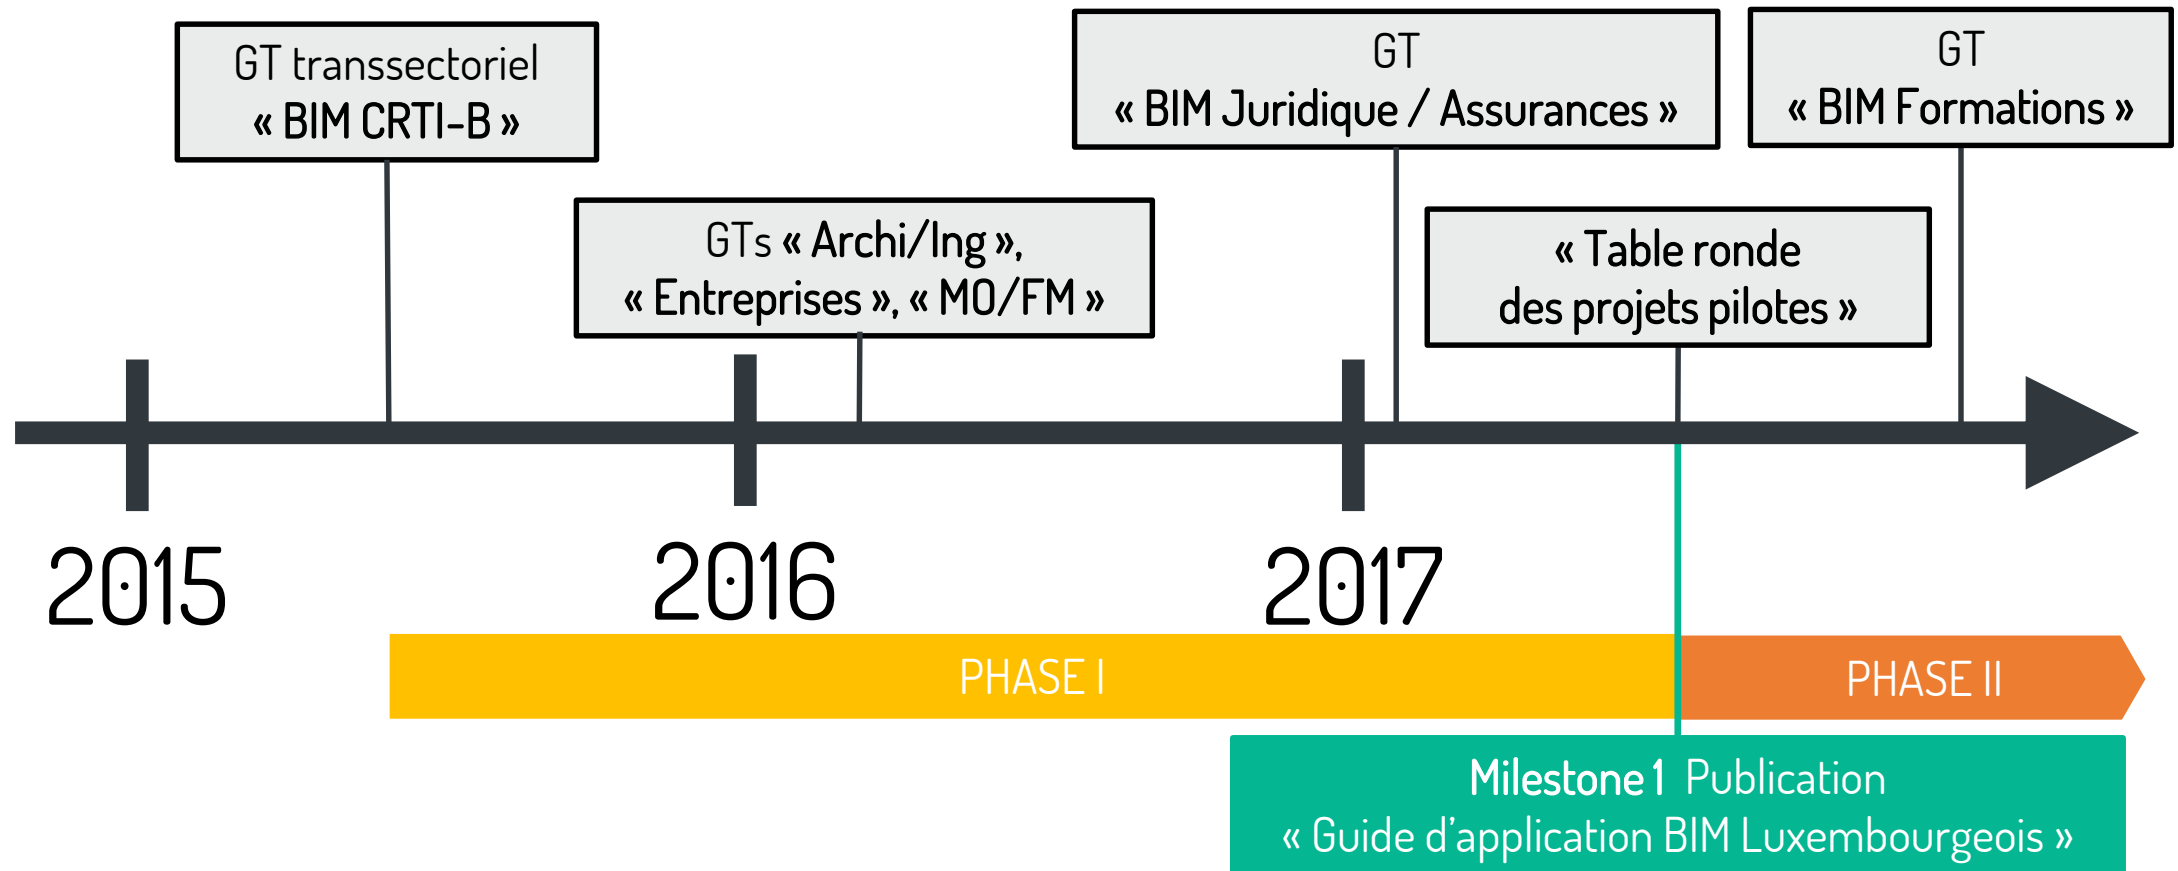 GT transsectoriel
« BIM CRTI-B »
GT
« BIM Juridique / Assurances »
GT
« BIM Formations »
GTs « Archi/Ing »,
« Entreprises », « MO/FM »
« Table ronde
des projets pilotes »
2015
2016
2017
PHASE I
PHASE II
Milestone 1 Publication
« Guide d’application BIM Luxembourgeois »